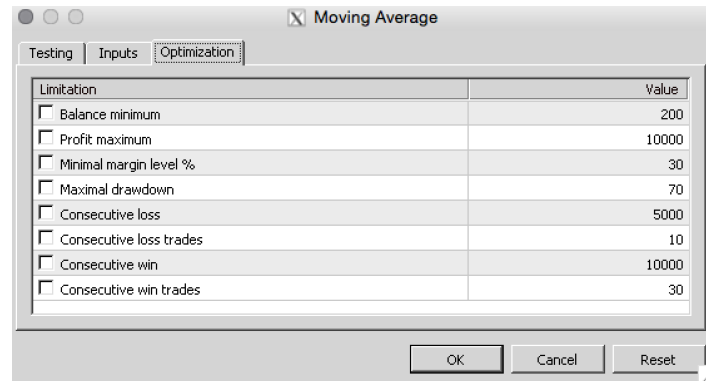 Moving Average
Testing Inputs Optimization
Limitation Value
Balance minimum 200
Profit maximum 10000
Minimal margin level % 30
Maximal drawdown 70
Consecutive loss 5000
Consecutive loss trades 10
Consecutive win 10000
Consecutive win trades 30
OK Cancel Reset